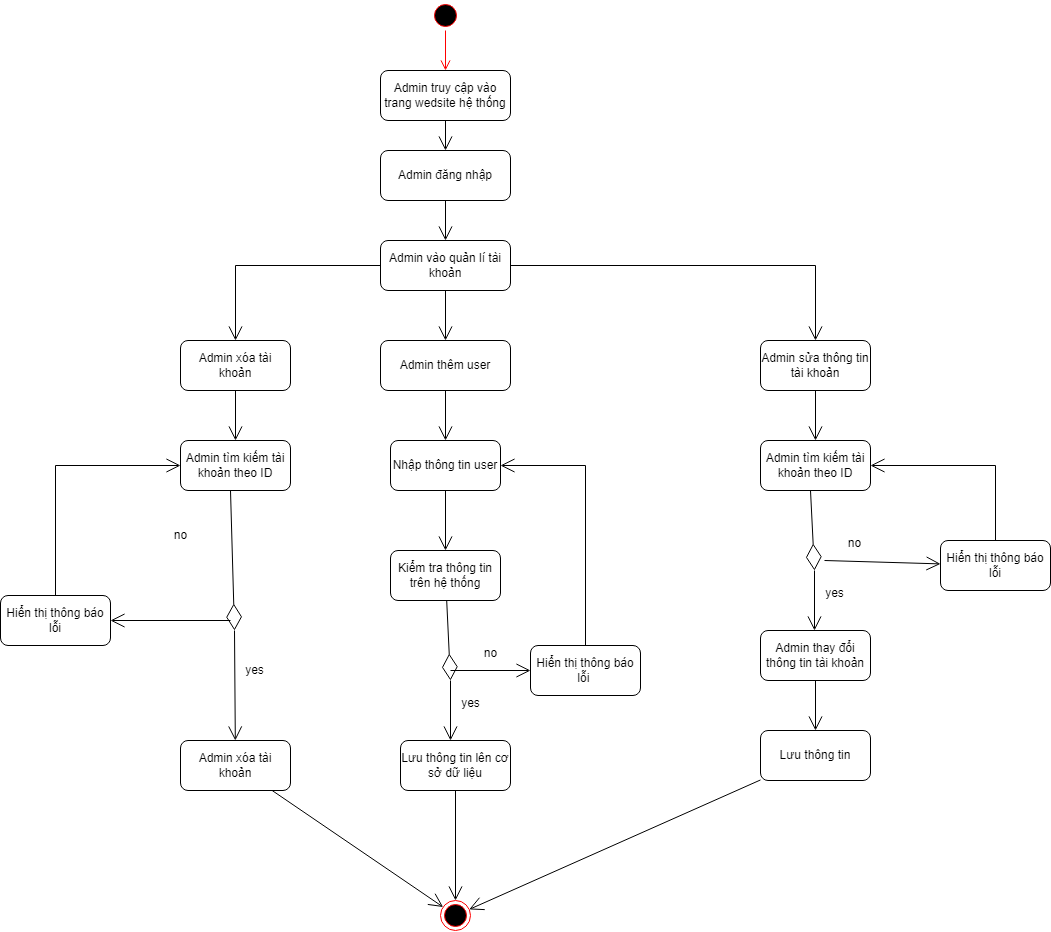 Admin truy cập vào
trang wedsite hệ thống
Admin đăng nhập
Admin vào quản lí tài
khoản
Admin xóa tài
khoản
Admin thêm user
Admin sửa thông tin
tài khoản
Admin tìm kiếm tài
khoản theo ID
Nhập thông tin user
Admin tìm kiếm tài
khoản theo ID
no
no
Hiển thị thông báo
lỗi
Kiểm tra thông tin
trên hệ thống
yes
Hiển thị thông báo
lỗi
no
Hiển thị thông báo
lỗi
Admin thay đổi
thông tin tài khoản
yes
yes
Admin xóa tài
khoản
Lưu thông tin lên cơ
sở dữ liệu
Lưu thông tin